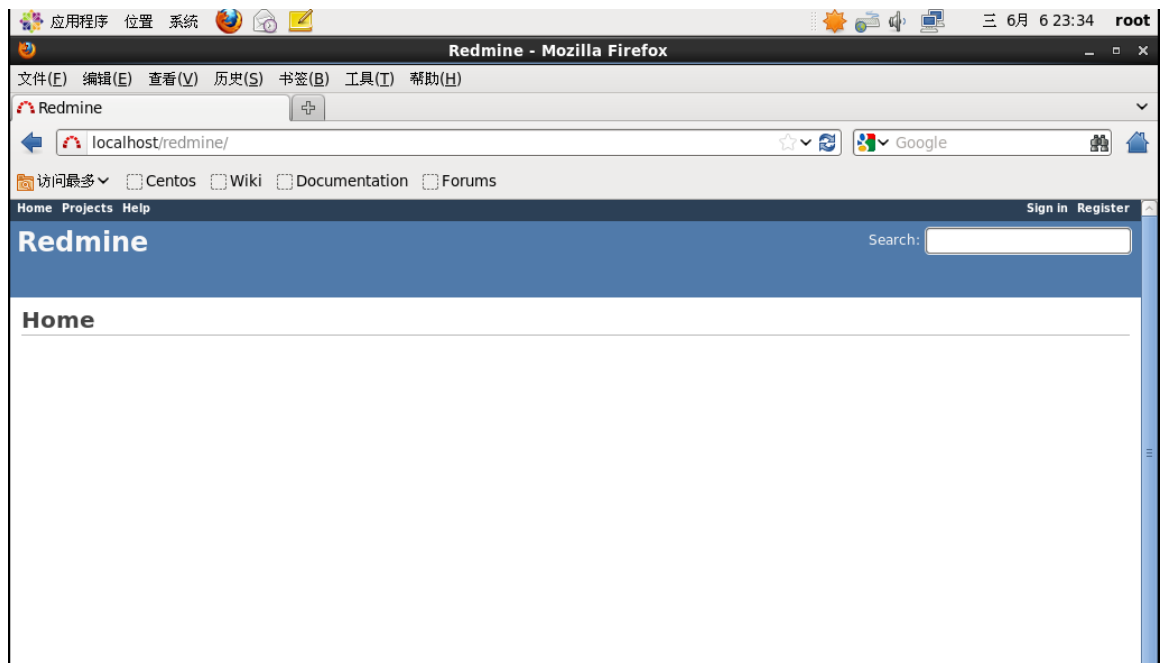 应用程序 位置 系统 三 6月 6 23:34 root
Redmine - Mozilla Firefox
文件(F) 编辑(E) 查看(V) 历史(S) 书签(B) 工具(T) 帮助(H)
Redmine
localhost/redmine/ Google
访问最多 Centos Wiki Documentation Forums
Home Projects Help Sign in Register
Redmine Search:
Home